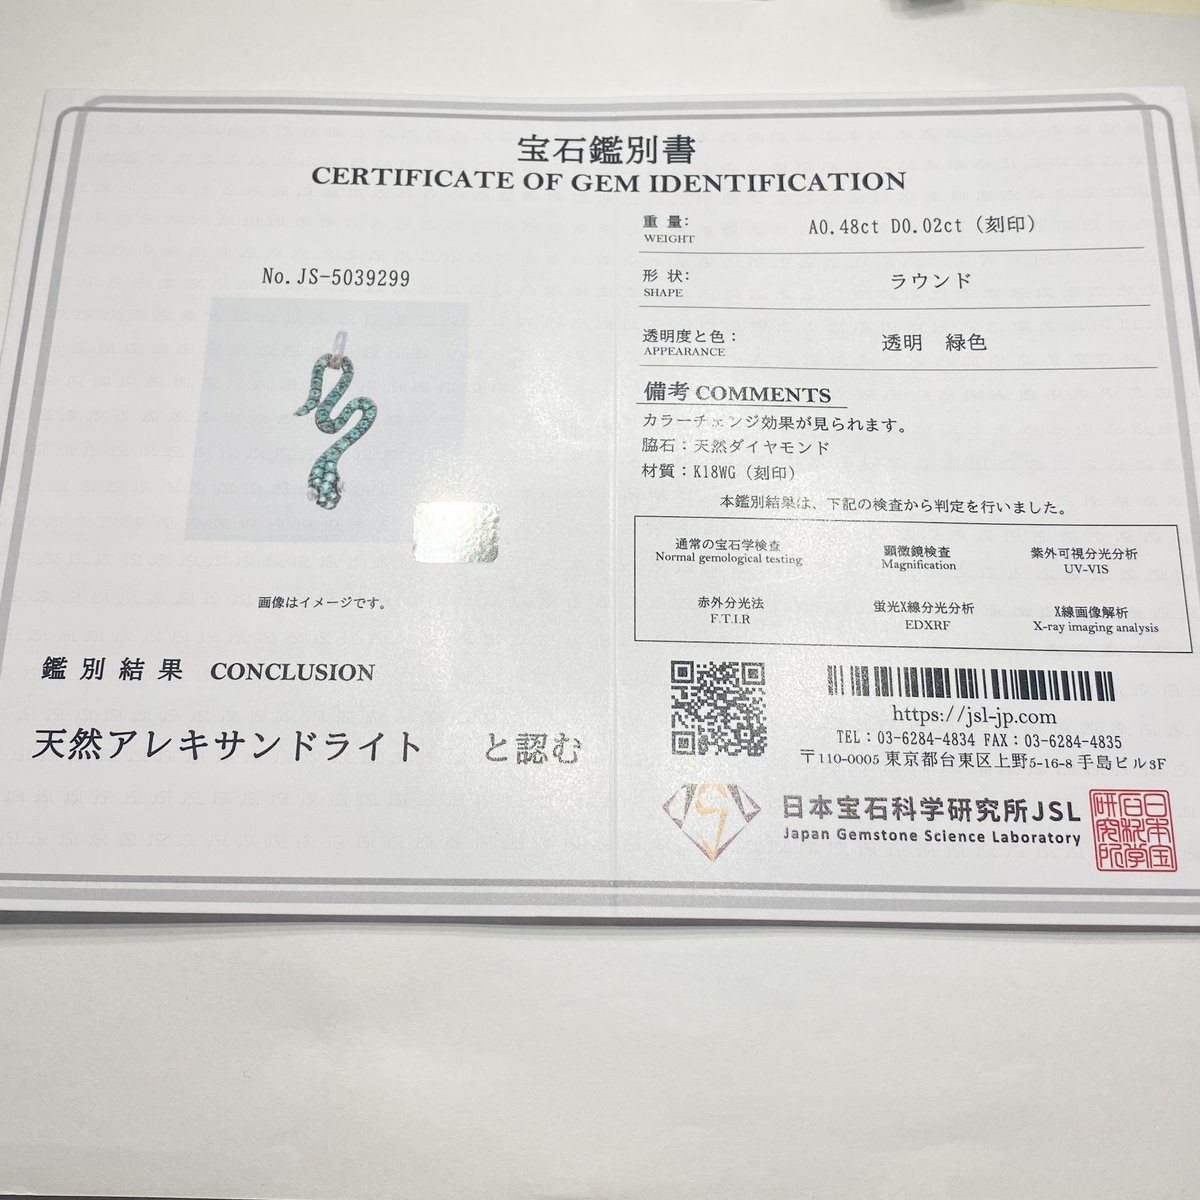 宝石鑑別書
CERTIFICATE OF GEM IDENTIFICATION
No.JS-5039299
画像はイメージです。
鑑別結果 CONCLUSION
天然アレキサンドライト と認む
重量: A0.48ct D0.02ct (刻印)
WEIGHT
形状: ラウンド
SHAPE
透明度と色: 透明 緑色
APPEARANCE
備考 COMMENTS
カラーチェンジ効果が見られます。
脇石:天然ダイヤモンド
材質:K18WG (刻印)
本鑑別結果は、下記の検査から判定を行いました。
通常の宝石学検査 顕微鏡検査 紫外可視分光分析
Normal gemological testing Magnification UV-VIS
赤外分光法 蛍光X線分光分析 X線画像解析
F.T.I.R EDXRF X-ray imaging analysis
https://jsl-jp.com
TEL:03-6284-4834 FAX:03-6284-4835
〒110-0005 東京都台東区上野5-16-8 手島ビル3F
日本宝石科学研究所JSL
Japan Gemstone Science Laboratory